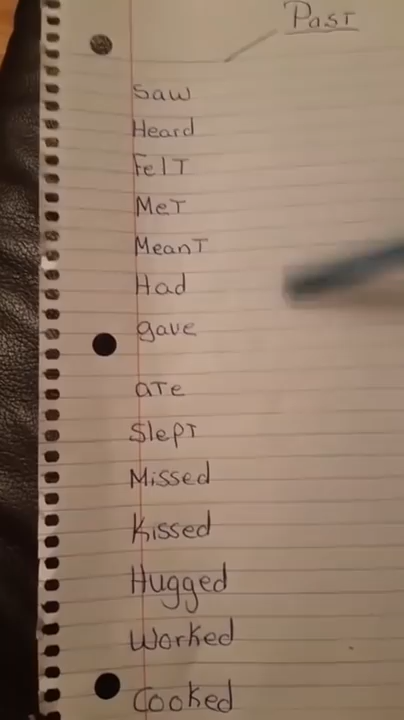 Past
Saw
Heard
Felt
Met
Meant
Had
gave
ate
Slept
Missed
Kissed
Hugged
Worked
Cooked